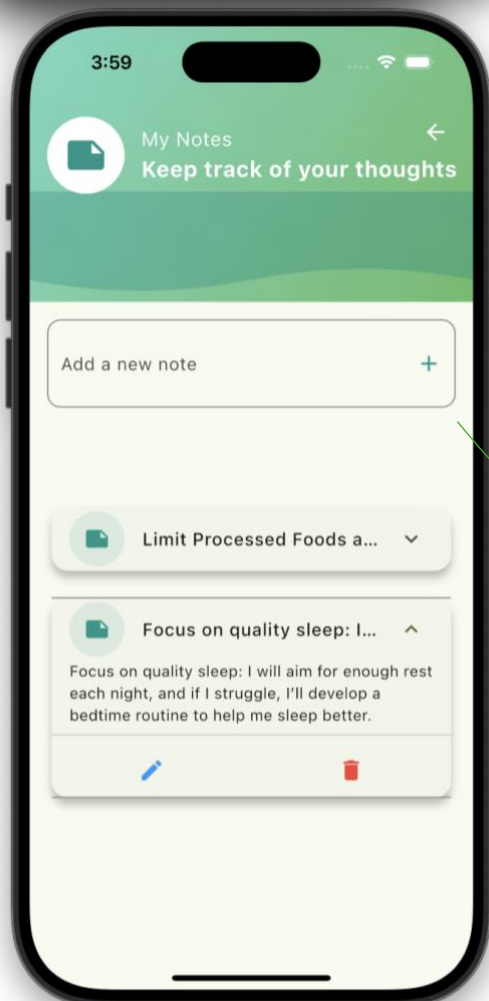 3:59
My Notes
Keep track of your thoughts
Add a new note
Limit Processed Foods a...
Focus on quality sleep: I...
Focus on quality sleep: I will aim for enough rest
each night, and if I struggle, I’ll develop a
bedtime routine to help me sleep better.